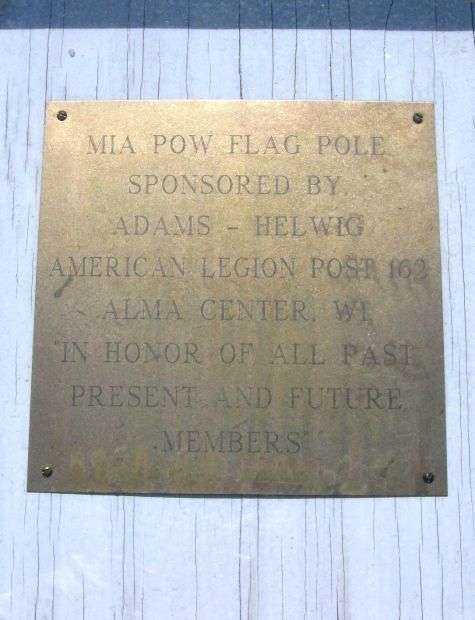 MIA POW FLAG POLE
SPONSORED BY
ADAMS - HELWIG
AMERICAN LEGION POST 162
ALMA CENTER, WI.
"IN HONOR OF ALL PAST
PRESENT AND FUTURE
MEMBERS"